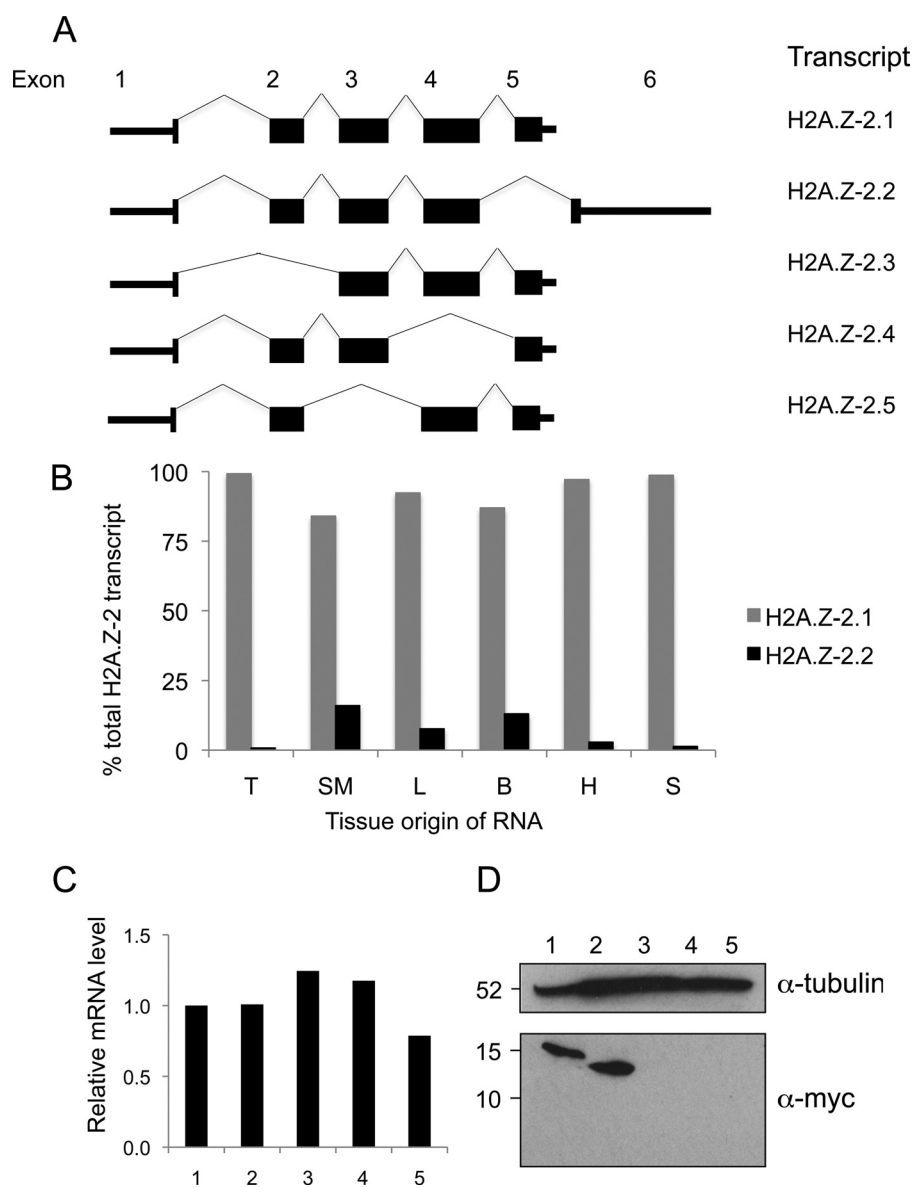 A
Transcript
Exon 1 2 3 4 5 6
H2A.Z-2.1
H2A.Z-2.2
H2A.Z-2.3
H2A.Z-2.4
H2A.Z-2.5
B
% total H2A.Z-2 transcript
100
75
50
25
0
T SM L B H S
Tissue origin of RNA
H2A.Z-2.1
H2A.Z-2.2
C
Relative mRNA level
1.5
1.0
0.5
0.0
1 2 3 4 5
D
1 2 3 4 5
52
α-tubulin
15
10
α-myc